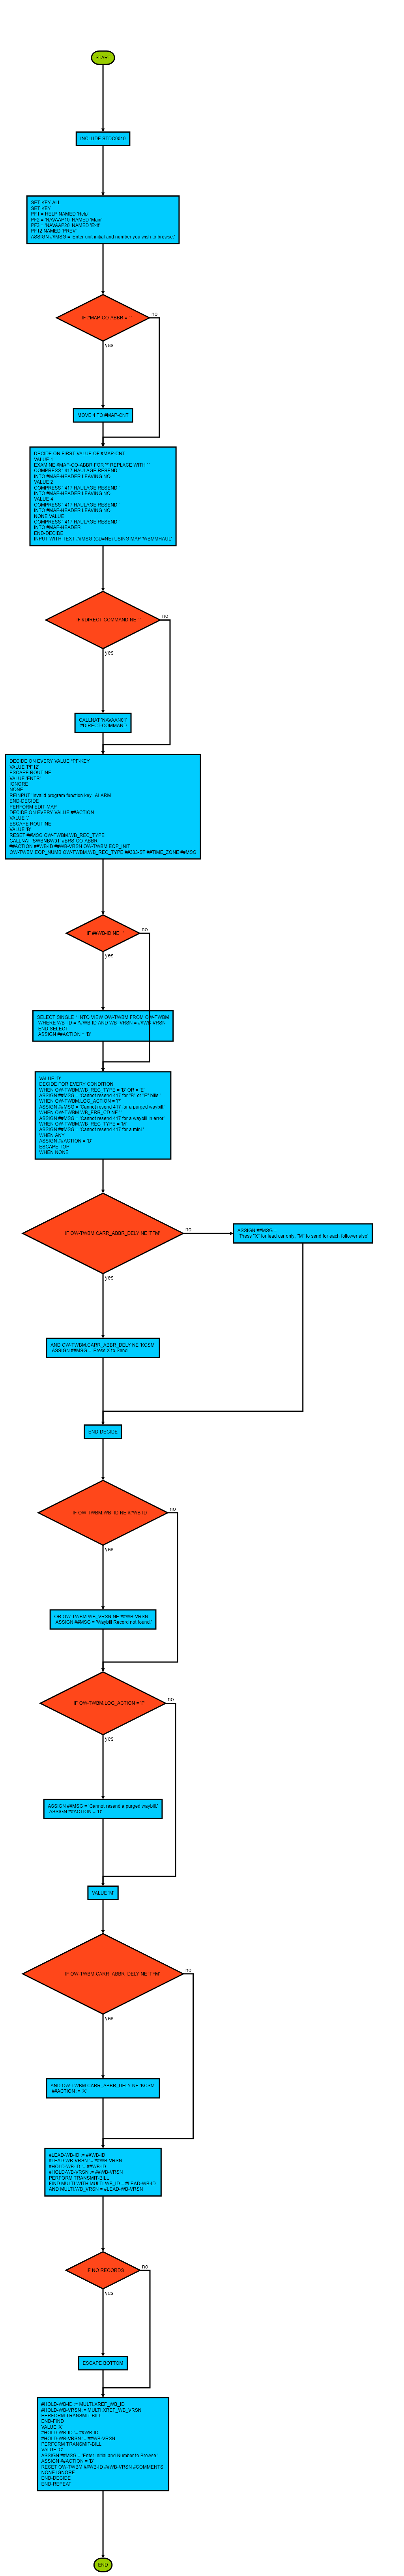 START
INCLUDE STDC0010
SET KEY ALL
SET KEY
PF1 = HELP NAMED 'Help'
PF2 = 'NAVAAP10' NAMED 'Main'
PF3 = 'NAVAAP20' NAMED 'Exit'
PF12 NAMED 'PREV'
ASSIGN ##MSG = 'Enter unit initial and number you wish to browse.'
IF #MAP-CO-ABBR = ' '
no
yes
MOVE 4 TO #MAP-CNT
DECIDE ON FIRST VALUE OF #MAP-CNT
VALUE 1
EXAMINE #MAP-CO-ABBR FOR '*' REPLACE WITH ' '
COMPRESS ' 417 HAULAGE RESEND '
INTO #MAP-HEADER LEAVING NO
VALUE 2
COMPRESS ' 417 HAULAGE RESEND '
INTO #MAP-HEADER LEAVING NO
VALUE 4
COMPRESS ' 417 HAULAGE RESEND '
INTO #MAP-HEADER LEAVING NO
NONE VALUE
COMPRESS ' 417 HAULAGE RESEND '
INTO #MAP-HEADER
END-DECIDE
INPUT WITH TEXT ##MSG (CD=NE) USING MAP 'WBMMHAUL'
IF #DIRECT-COMMAND NE ' '
no
yes
CALLNAT 'NAVAAN0Y'
#DIRECT-COMMAND
DECIDE ON EVERY VALUE *PF-KEY
VALUE 'PF12'
ESCAPE ROUTINE
VALUE 'ENTR'
IGNORE
NONE
REINPUT 'Invalid program function key.' ALARM
END-DECIDE
PERFORM EDIT-MAP
DECIDE ON EVERY VALUE ##ACTION
VALUE '.'
ESCAPE ROUTINE
VALUE 'B'
RESET ##MSG OW-TWBM.WB_REC_TYPE
CALLNAT 'SWBNBW01' #BRS.CO-ABBR
##ACTION ##WB-ID ##WB-VRSN OW-TWBM.EQP_INIT
OW-TWBM.EQP_NUMB OW-TWBM.WB_REC_TYPE ##333-ST ##TIME_ZONE ##MSG
IF ##WB-ID NE ' '
no
yes
SELECT SINGLE * INTO VIEW OW-TWBM FROM OW-TWBM
WHERE WB_ID = ##WB-ID AND WB_VRSN = ##WB-VRSN
END-SELECT
ASSIGN ##ACTION = 'D'
VALUE 'D'
DECIDE FOR EVERY CONDITION
WHEN OW-TWBM.WB_REC_TYPE = 'B' OR = 'E'
ASSIGN ##MSG = 'Cannot resend 417 for "B" or "E" bills.'
WHEN OW-TWBM.LOG_ACTION = 'P'
ASSIGN ##MSG = 'Cannot resend 417 for a purged waybill.'
WHEN OW-TWBM.WB_ERR_CD NE ' '
ASSIGN ##MSG = 'Cannot resend 417 for a waybill in error.'
WHEN OW-TWBM.WB_REC_TYPE = 'M'
ASSIGN ##MSG = 'Cannot resend 417 for a mini.'
WHEN ANY
ASSIGN ##ACTION = 'D'
ESCAPE TOP
WHEN NONE
IF OW-TWBM.CARR_ABBR_DELY NE 'TFM'
no
yes
ASSIGN ##MSG =
'Press "X" for lead car only; "M" to send for each follower also'
AND OW-TWBM.CARR_ABBR_DELY NE 'KCSM'
ASSIGN ##MSG = 'Press X to Send'
END-DECIDE
IF OW-TWBM.WB_ID NE ##WB-ID
no
yes
OR OW-TWBM.WB_VRSN NE ##WB-VRSN
ASSIGN ##MSG = 'Waybill Record not found.'
IF OW-TWBM.LOG_ACTION = 'P'
no
yes
ASSIGN ##MSG = 'Cannot resend a purged waybill.'
ASSIGN ##ACTION = 'D'
VALUE 'M'
IF OW-TWBM.CARR_ABBR_DELY NE 'TFM'
no
yes
AND OW-TWBM.CARR_ABBR_DELY NE 'KCSM'
##ACTION := 'X'
#LEAD-WB-ID := ##WB-ID
#LEAD-WB-VRSN := ##WB-VRSN
#HOLD-WB-ID := ##WB-ID
#HOLD-WB-VRSN := ##WB-VRSN
PERFORM TRANSMIT-BILL
FIND MULTI WITH MULTI.WB_ID = #LEAD-WB-ID
AND MULTI.WB_VRSN = #LEAD-WB-VRSN
IF NO RECORDS
no
yes
ESCAPE BOTTOM
#HOLD-WB-ID := MULTI.XREF_WB_ID
#HOLD-WB-VRSN := MULTI.XREF_WB_VRSN
PERFORM TRANSMIT-BILL
END-FIND
VALUE 'X'
#HOLD-WB-ID := ##WB-ID
#HOLD-WB-VRSN := ##WB-VRSN
PERFORM TRANSMIT-BILL
VALUE 'C'
ASSIGN ##MSG = 'Enter Initial and Number to Browse.'
ASSIGN ##ACTION = 'B'
RESET OW-TWBM ##WB-ID ##WB-VRSN #COMMENTS
NONE IGNORE
END-DECIDE
END-REPEAT
END